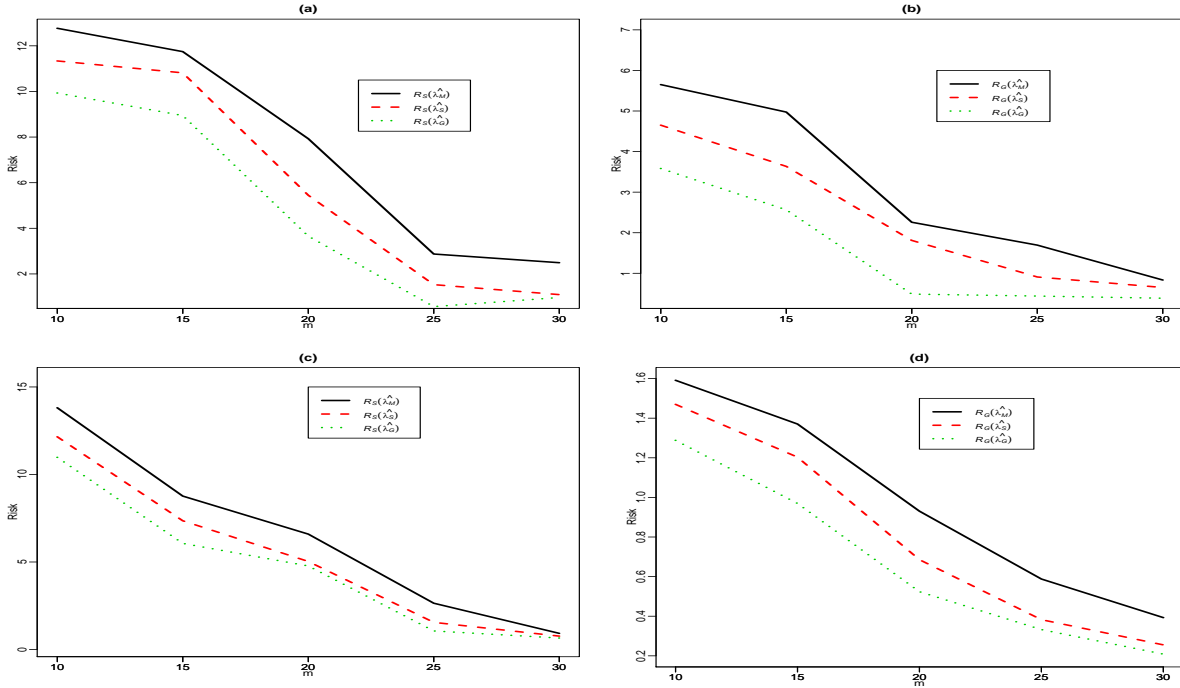 (a)
Risk
2 4 6 8 10 12
10 15 20 25 30
m
R_S(λ̂_M)
R_S(λ̂_S)
R_S(λ̂_G)
(b)
Risk
1 2 3 4 5 6 7
10 15 20 25 30
m
R_G(λ̂_M)
R_G(λ̂_S)
R_G(λ̂_G)
(c)
Risk
0 5 10 15
10 15 20 25 30
m
R_S(λ̂_M)
R_S(λ̂_S)
R_S(λ̂_G)
(d)
Risk
0.2 0.4 0.6 0.8 1.0 1.2 1.4 1.6
10 15 20 25 30
m
R_G(λ̂_M)
R_G(λ̂_S)
R_G(λ̂_G)